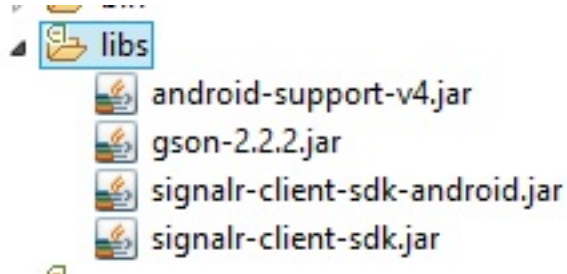 libs
android-support-v4.jar
gson-2.2.2.jar
signalr-client-sdk-android.jar
signalr-client-sdk.jar